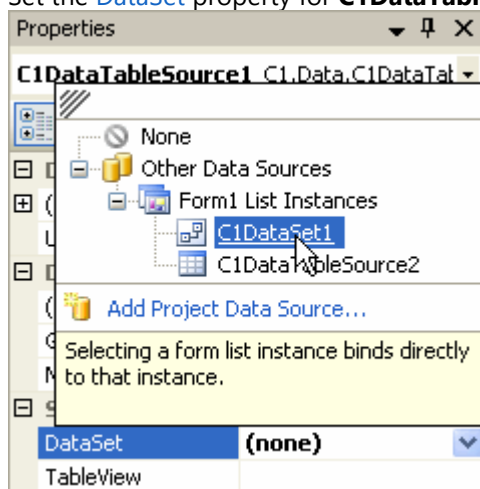 Set the DataSet property for C1DataTabl
Properties
C1DataTableSource1 C1.Data.C1DataTat
None
Other Data Sources
Form1 List Instances
C1DataSet1
C1DataTableSource2
Add Project Data Source...
Selecting a form list instance binds directly
to that instance.
DataSet (none)
TableView